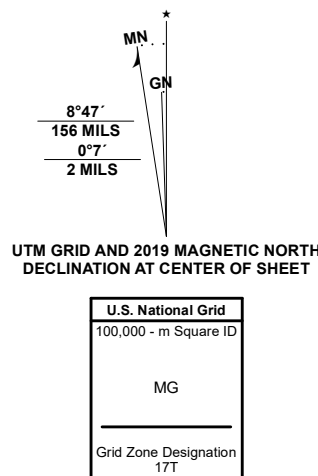 ★
MN
GN
8°47´
156 MILS
0°7´
2 MILS
UTM GRID AND 2019 MAGNETIC NORTH
DECLINATION AT CENTER OF SHEET
U.S. National Grid
100,000 - m Square ID
MG
Grid Zone Designation
17T